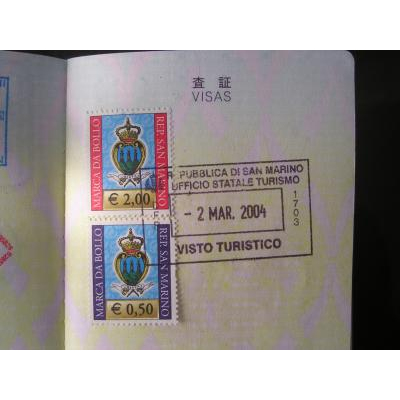 査証
VISAS
MARCA DA BOLLO
REP. SAN MARINO
€ 2,00
MARCA DA BOLLO
REP. SAN MARINO
€ 0,50
R PUBBLICA DI SAN MARINO
UFFICIO STATALE TURISMO
- 2 MAR. 2004
1703
VISTO TURISTICO